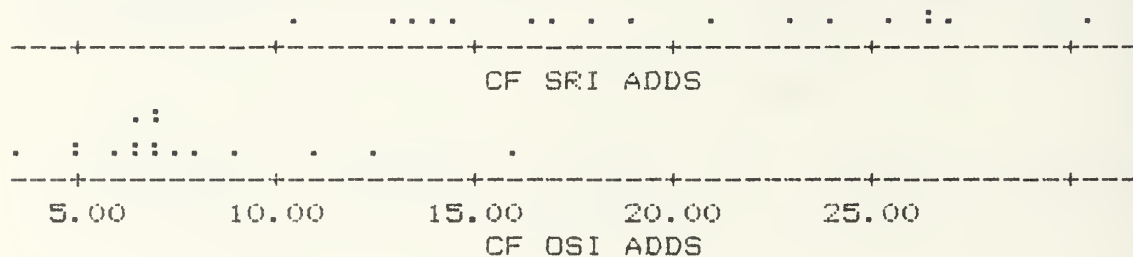 . .... .. . . . . . . :. .
---+---------+---------+---------+---------+---------+---
CF SRI ADDS
.:
. : .::.. . . . .
---+---------+---------+---------+---------+---------+---
5.00 10.00 15.00 20.00 25.00
CF OSI ADDS